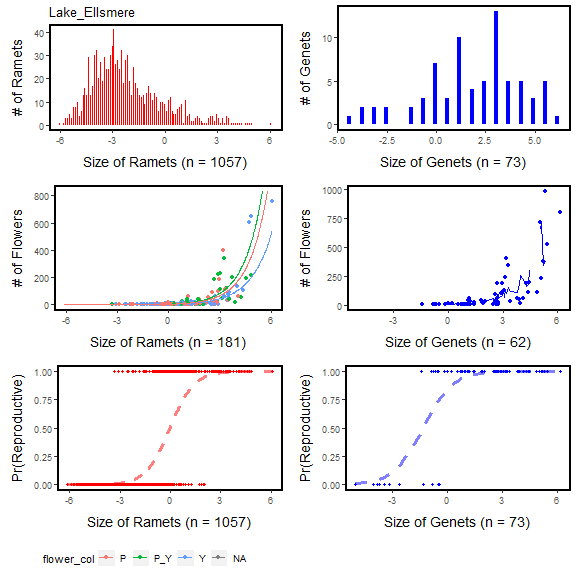 Lake_Ellsmere
# of Ramets
40
30
20
10
0
-6 -3 0 3 6
Size of Ramets (n = 1057)
# of Genets
10
5
0
-5.0 -2.5 0.0 2.5 5.0
Size of Genets (n = 73)
# of Flowers
800
600
400
200
0
-6 -3 0 3 6
Size of Ramets (n = 181)
# of Flowers
1000
750
500
250
0
-3 0 3 6
Size of Genets (n = 62)
Pr(Reproductive)
1.00
0.75
0.50
0.25
0.00
-6 -3 0 3 6
Size of Ramets (n = 1057)
Pr(Reproductive)
1.00
0.75
0.50
0.25
0.00
-3 0 3 6
Size of Genets (n = 73)
flower_col P P_Y Y NA